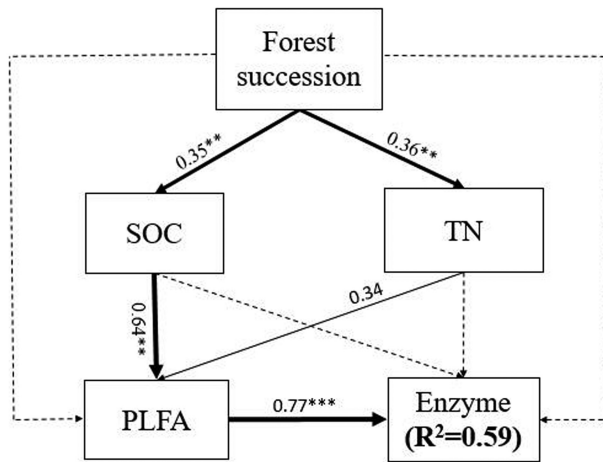 Forest
succession
0.35**
0.36**
SOC
TN
0.64**
0.34
PLFA
0.77***
Enzyme
(R²=0.59)